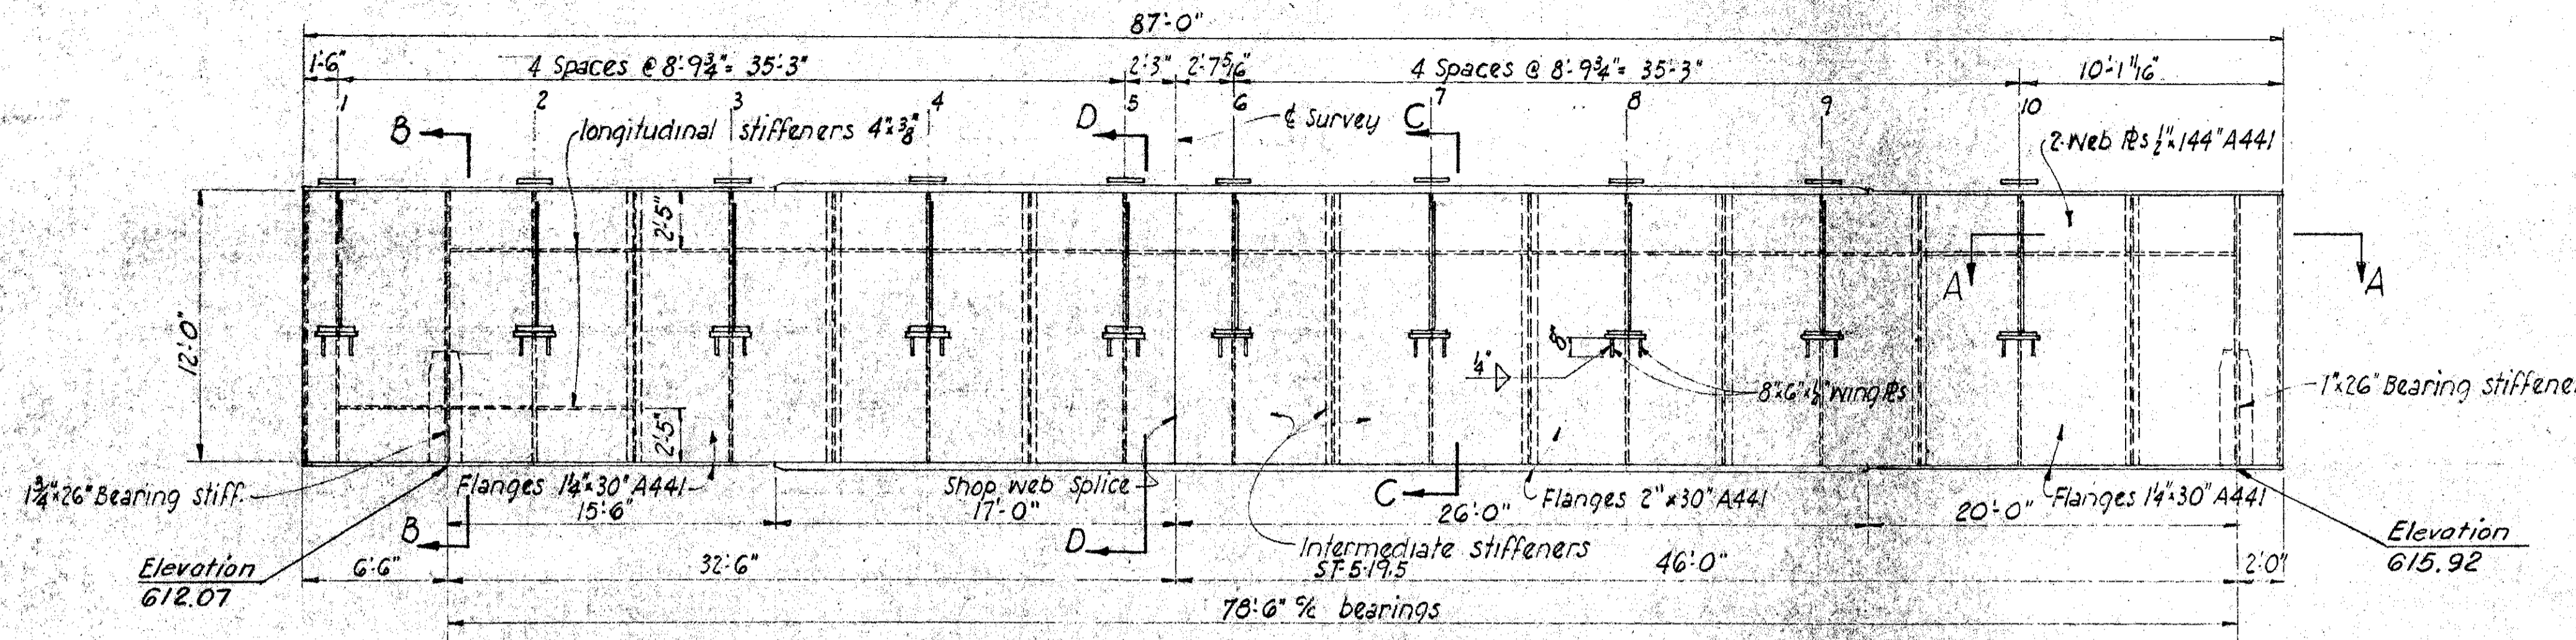 87'-0"
1'-6"
4 Spaces @ 8'-9¾" = 35'-3"
2'-3"
2'-7 5/16"
4 Spaces @ 8'-9¾" = 35'-3"
10'-1 11/16"
1 2 3 4 5 6 7 8 9 10
B
longitudinal stiffeners 4"x⅜"
D
℄ Survey
C
2-Web ℙs ½"x144" A441
2'-5"
12'-0"
A
A
8"
¼"
8"x6"x½" wing ℙs
1"x26" Bearing stiffene
2'-5"
1¾"x26" Bearing stiff.
Flanges 1¼"x30" A441
Shop web splice
C
Flanges 2"x30" A441
Flanges 1¼"x30" A441
15'-6"
17'-0"
26'-0"
20'-0"
B
D
Intermediate stiffeners
ST-5-19.5
Elevation
612.07
Elevation
615.92
6'-6"
32'-6"
46'-0"
2'-0"
78'-6" c/c bearings